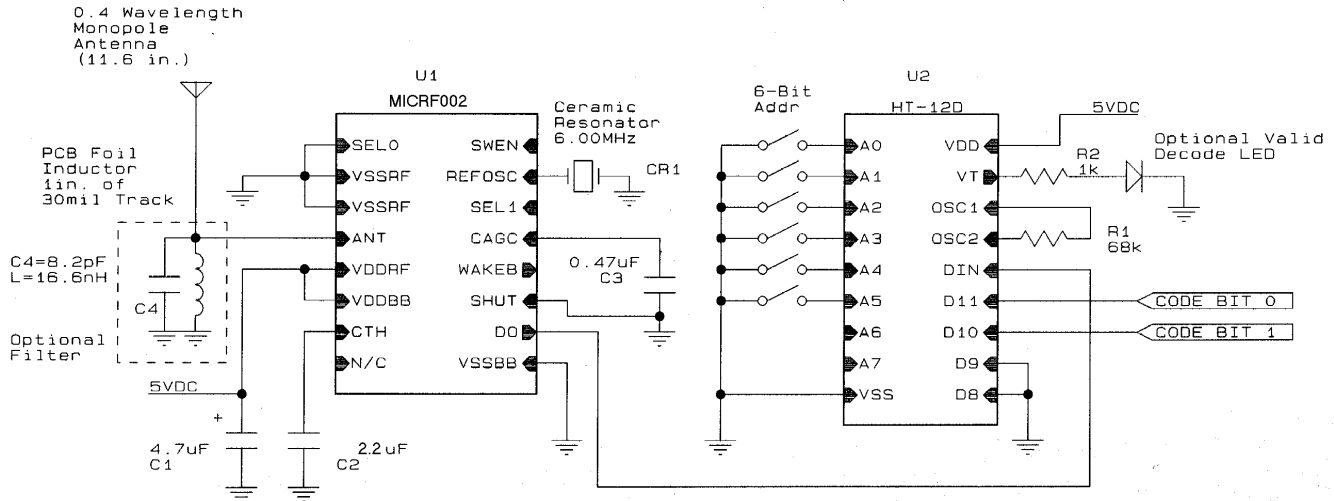 0.4 Wavelength
Monopole
Antenna
(11.6 in.)
PCB Foil
Inductor
1in. of
30mil Track
C4=8.2pF
L=16.6nH
C4
Optional
Filter
5VDC
+
4.7uF
C1
2.2uF
C2
U1
MICRF002
SEL0
VSSRF
VSSRF
ANT
VDDRF
VDDBB
CTH
N/C
SWEN
REFOSC
SEL1
CAGC
WAKEB
SHUT
DO
VSSBB
Ceramic
Resonator
6.00MHz
CR1
0.47uF
C3
6-Bit
Addr
U2
HT-12D
A0
A1
A2
A3
A4
A5
A6
A7
VSS
VDD
VT
OSC1
OSC2
DIN
D11
D10
D9
D8
5VDC
R2
1k
Optional Valid
Decode LED
R1
68k
CODE BIT 0
CODE BIT 1